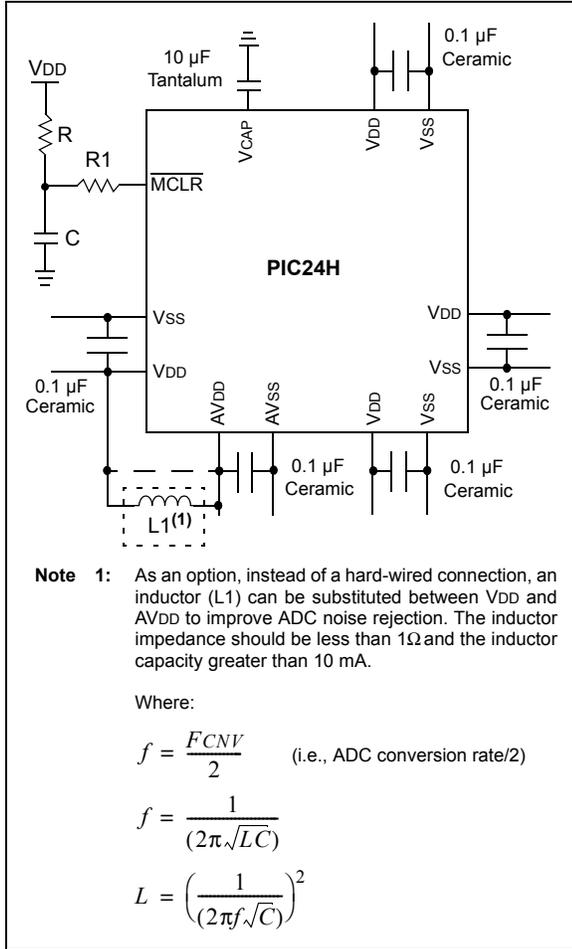 10 µF
Tantalum
0.1 µF
Ceramic
VDD
R
R1
C
VCAP
VDD
VSS
MCLR
PIC24H
VSS
VDD
0.1 µF
Ceramic
VDD
VSS
0.1 µF
Ceramic
AVDD
AVSS
VDD
VSS
0.1 µF
Ceramic
0.1 µF
Ceramic
L1(1)
Note 1: As an option, instead of a hard-wired connection, an
inductor (L1) can be substituted between VDD and
AVDD to improve ADC noise rejection. The inductor
impedance should be less than 1Ω and the inductor
capacity greater than 10 mA.
Where:
f = FCNV / 2 (i.e., ADC conversion rate/2)
f = 1 / (2π√LC)
L = (1 / (2πf√C))²